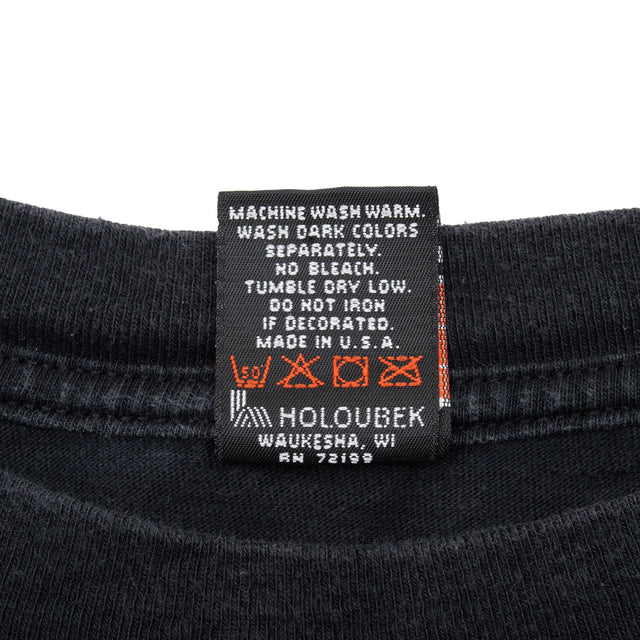 MACHINE WASH WARM.
WASH DARK COLORS
SEPARATELY.
NO BLEACH.
TUMBLE DRY LOW.
DO NOT IRON
IF DECORATED.
MADE IN U.S.A.
50
HOLOUBEK
WAUKESHA, WI
RN 72199